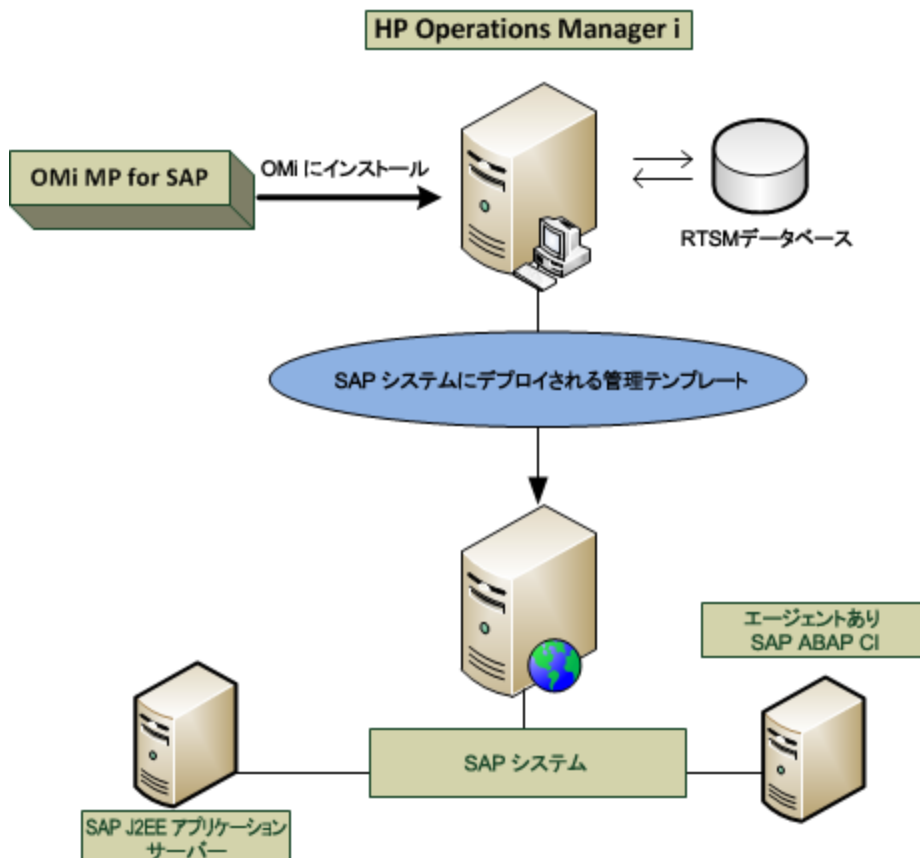 HP Operations Manager i
OMi MP for SAP
OMi にインストール
RTSMデータベース
SAP システムにデプロイされる管理テンプレート
エージェントあり
SAP ABAP CI
SAP システム
SAP J2EE アプリケーション
サーバー